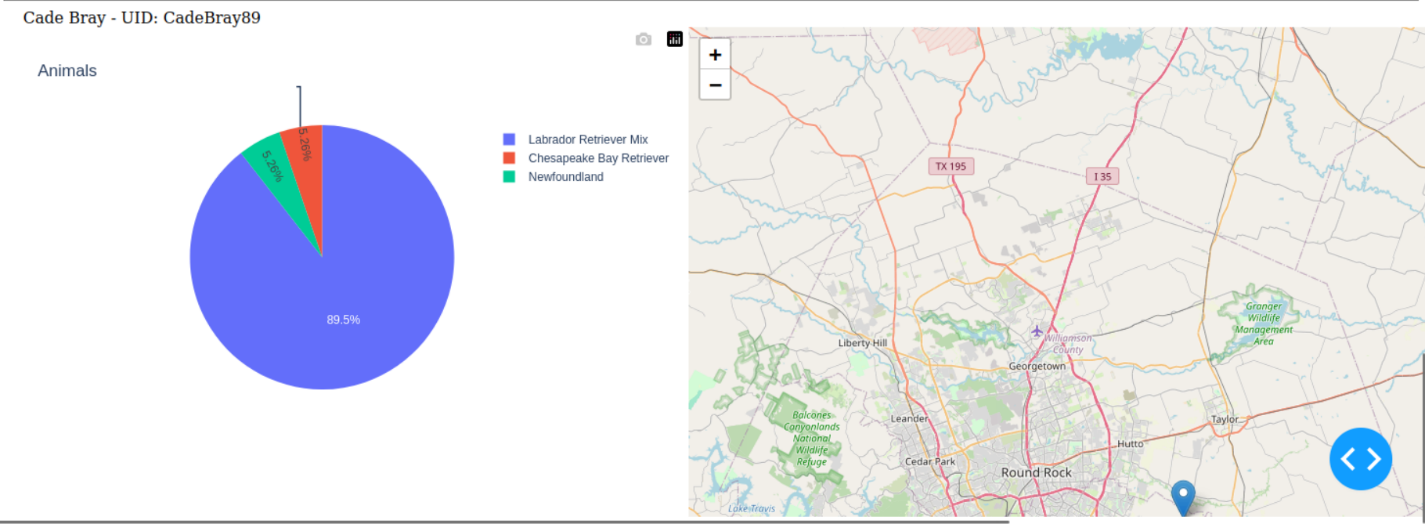 Cade Bray - UID: CadeBray89
Animals
5.26%
5.26%
89.5%
Labrador Retriever Mix
Chesapeake Bay Retriever
Newfoundland
+
−
TX 195
I 35
Granger
Wildlife
Management
Area
Liberty Hill
Williamson
County
Georgetown
Balcones
Canyonlands
National
Wildlife
Refuge
Leander
Taylor
Hutto
Cedar Park
Round Rock
Lake Travis